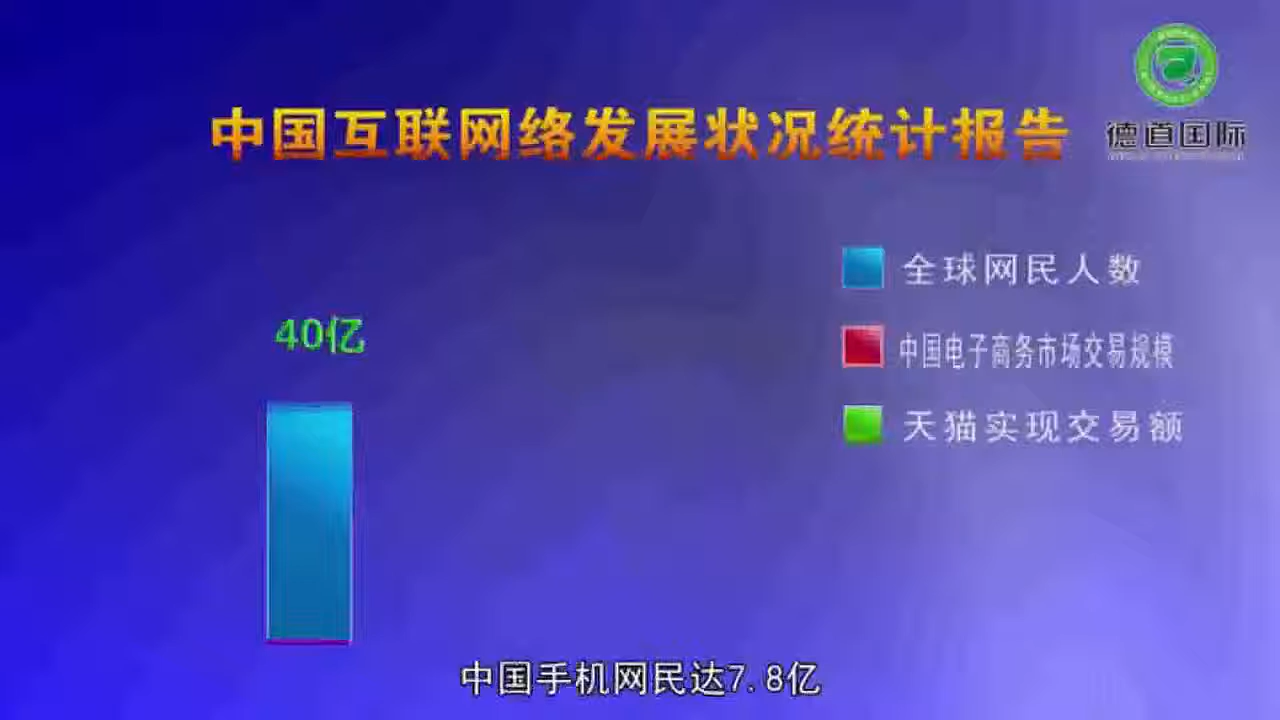 中国互联网络发展状况统计报告
德道国际
全球网民人数
40亿
中国电子商务市场交易规模
天猫实现交易额
中国手机网民达7.8亿